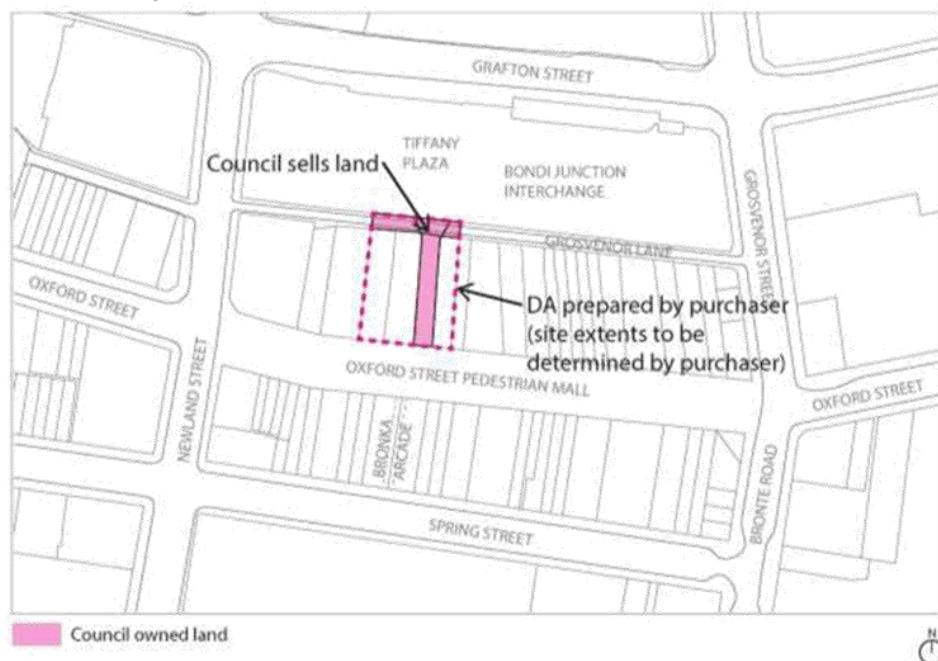 GRAFTON STREET
TIFFANY
PLAZA
Council sells land
BONDI JUNCTION
INTERCHANGE
GROSVENOR STREET
GROSVENOR LANE
OXFORD STREET
DA prepared by purchaser
(site extents to be
determined by purchaser)
NEWLAND STREET
OXFORD STREET PEDESTRIAN MALL
OXFORD STREET
BRONKA
ARCADE
BRONTE ROAD
SPRING STREET
Council owned land
N